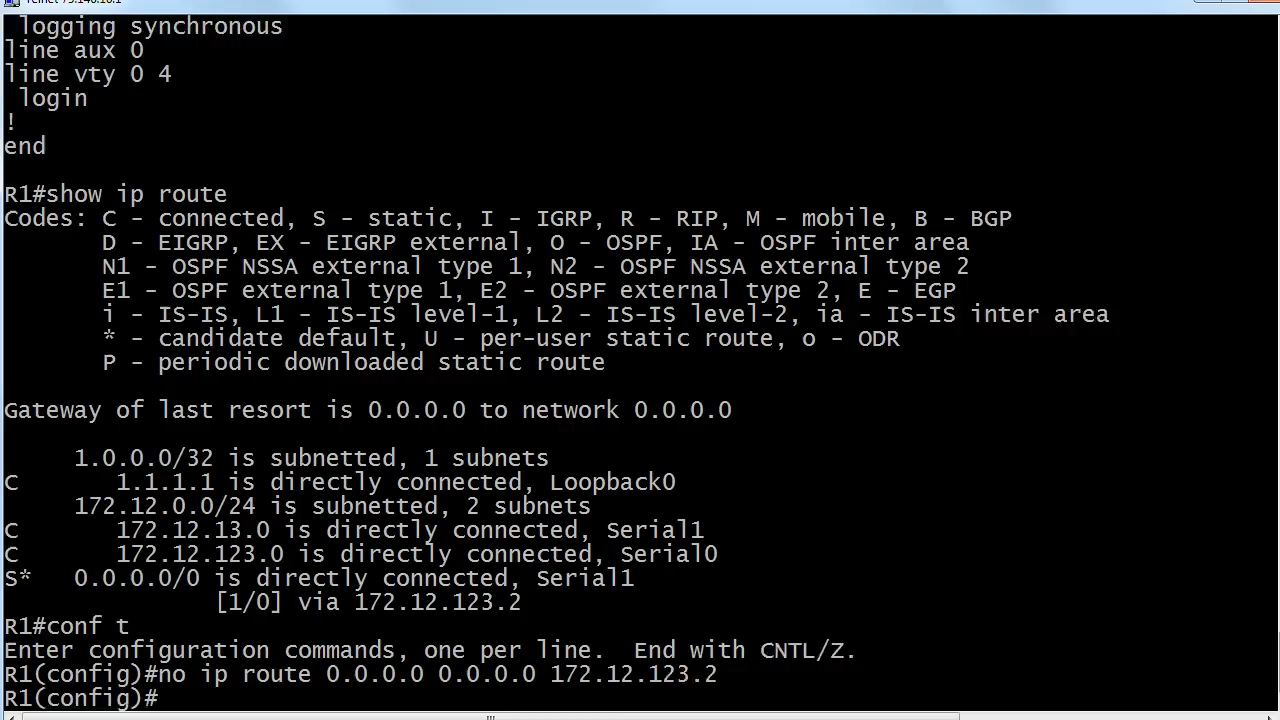 Telnet 75.140.10.1
 logging synchronous
line aux 0
line vty 0 4
 login
!
end
R1#show ip route
Codes: C - connected, S - static, I - IGRP, R - RIP, M - mobile, B - BGP
       D - EIGRP, EX - EIGRP external, O - OSPF, IA - OSPF inter area
       N1 - OSPF NSSA external type 1, N2 - OSPF NSSA external type 2
       E1 - OSPF external type 1, E2 - OSPF external type 2, E - EGP
       i - IS-IS, L1 - IS-IS level-1, L2 - IS-IS level-2, ia - IS-IS inter area
       * - candidate default, U - per-user static route, o - ODR
       P - periodic downloaded static route
Gateway of last resort is 0.0.0.0 to network 0.0.0.0
     1.0.0.0/32 is subnetted, 1 subnets
C       1.1.1.1 is directly connected, Loopback0
     172.12.0.0/24 is subnetted, 2 subnets
C       172.12.13.0 is directly connected, Serial1
C       172.12.123.0 is directly connected, Serial0
S*   0.0.0.0/0 is directly connected, Serial1
               [1/0] via 172.12.123.2
R1#conf t
Enter configuration commands, one per line.  End with CNTL/Z.
R1(config)#no ip route 0.0.0.0 0.0.0.0 172.12.123.2
R1(config)#